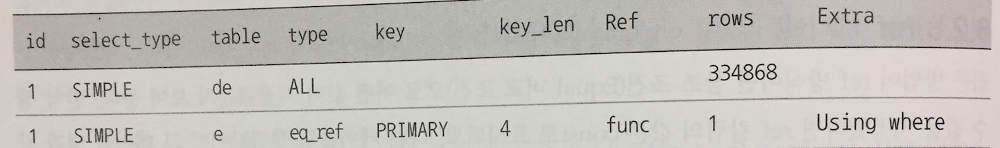 id select_type table type key key_len Ref rows Extra
1 SIMPLE de ALL 334868
1 SIMPLE e eq_ref PRIMARY 4 func 1 Using where